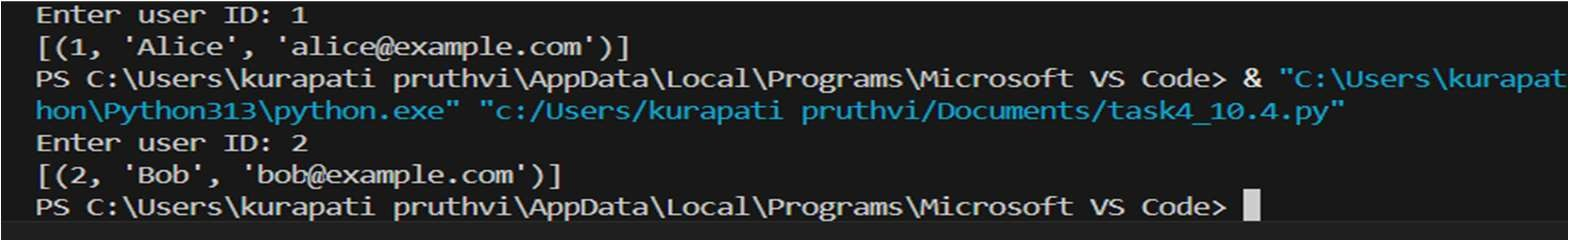 Enter user ID: 1
[(1, 'Alice', 'alice@example.com')]
PS C:\Users\kurapati pruthvi\AppData\Local\Programs\Microsoft VS Code> & "C:\Users\kurapat
hon\Python313\python.exe" "c:/Users/kurapati pruthvi/Documents/task4_10.4.py"
Enter user ID: 2
[(2, 'Bob', 'bob@example.com')]
PS C:\Users\kurapati pruthvi\AppData\Local\Programs\Microsoft VS Code>